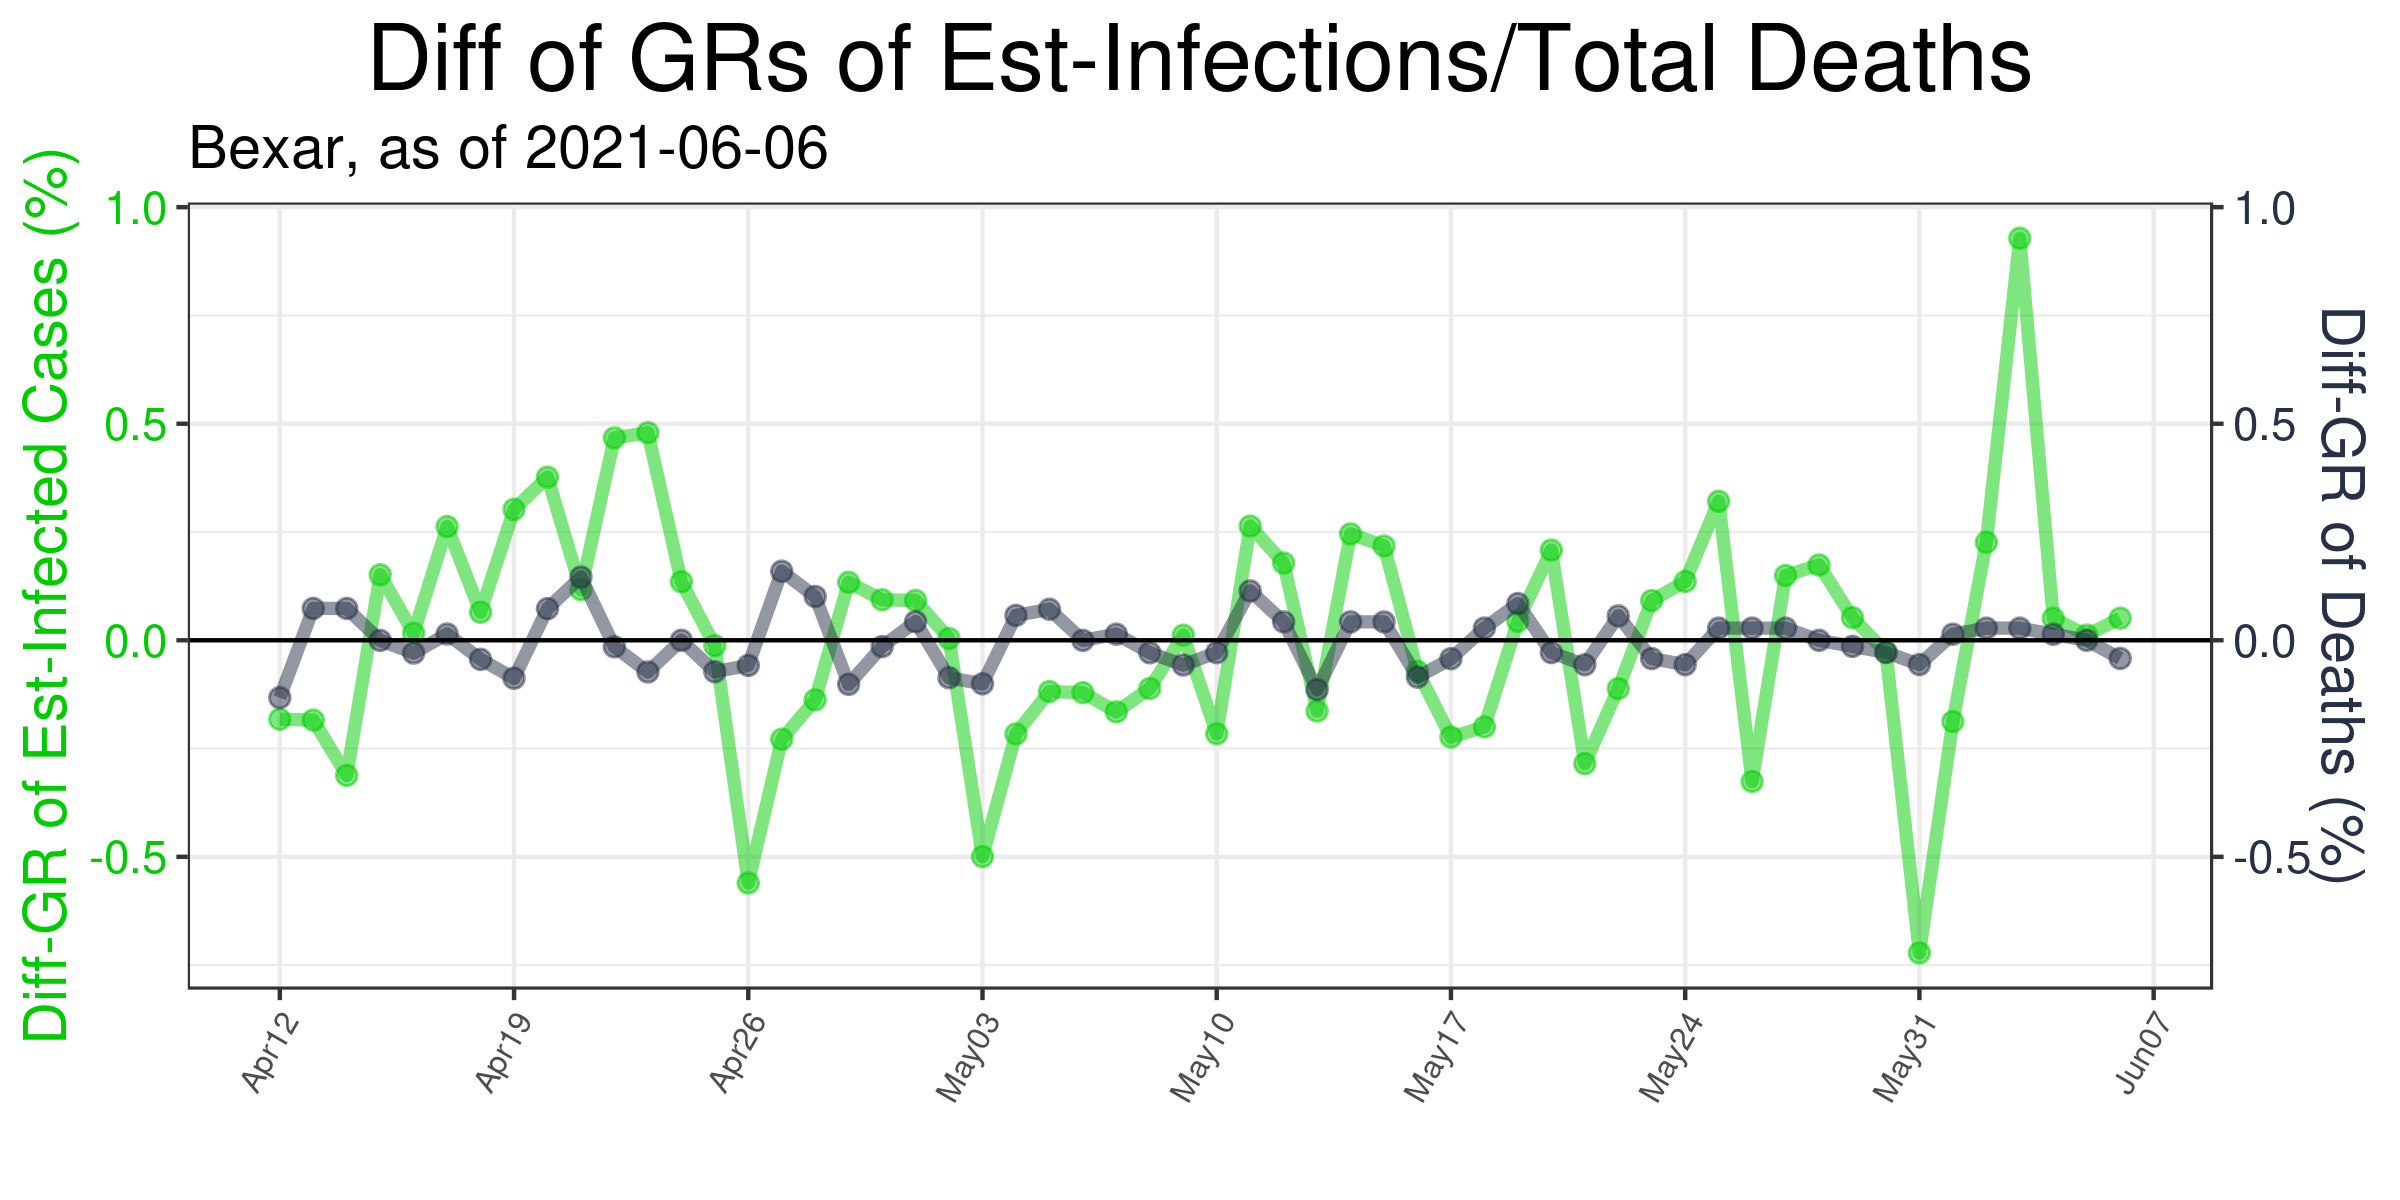 Diff of GRs of Est-Infections/Total Deaths
Bexar, as of 2021-06-06
Diff-GR of Est-Infected Cases (%)
1.0
0.5
0.0
-0.5
1.0
0.5
0.0
-0.5
Diff-GR of Deaths (%)
Apr12
Apr19
Apr26
May03
May10
May17
May24
May31
Jun07